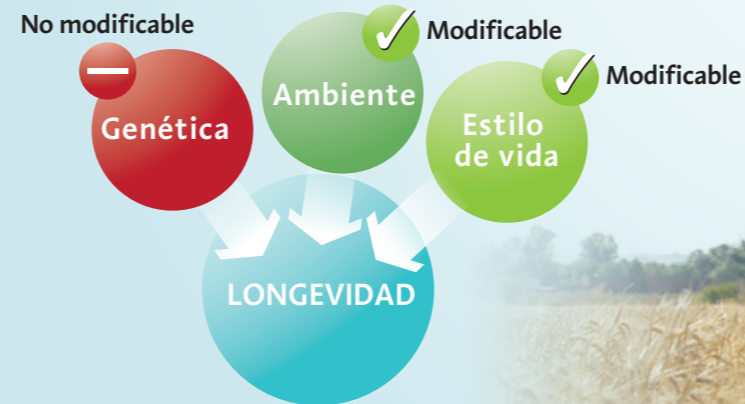 No modificable
Modificable
Modificable
Genética
Ambiente
Estilo
de vida
LONGEVIDAD